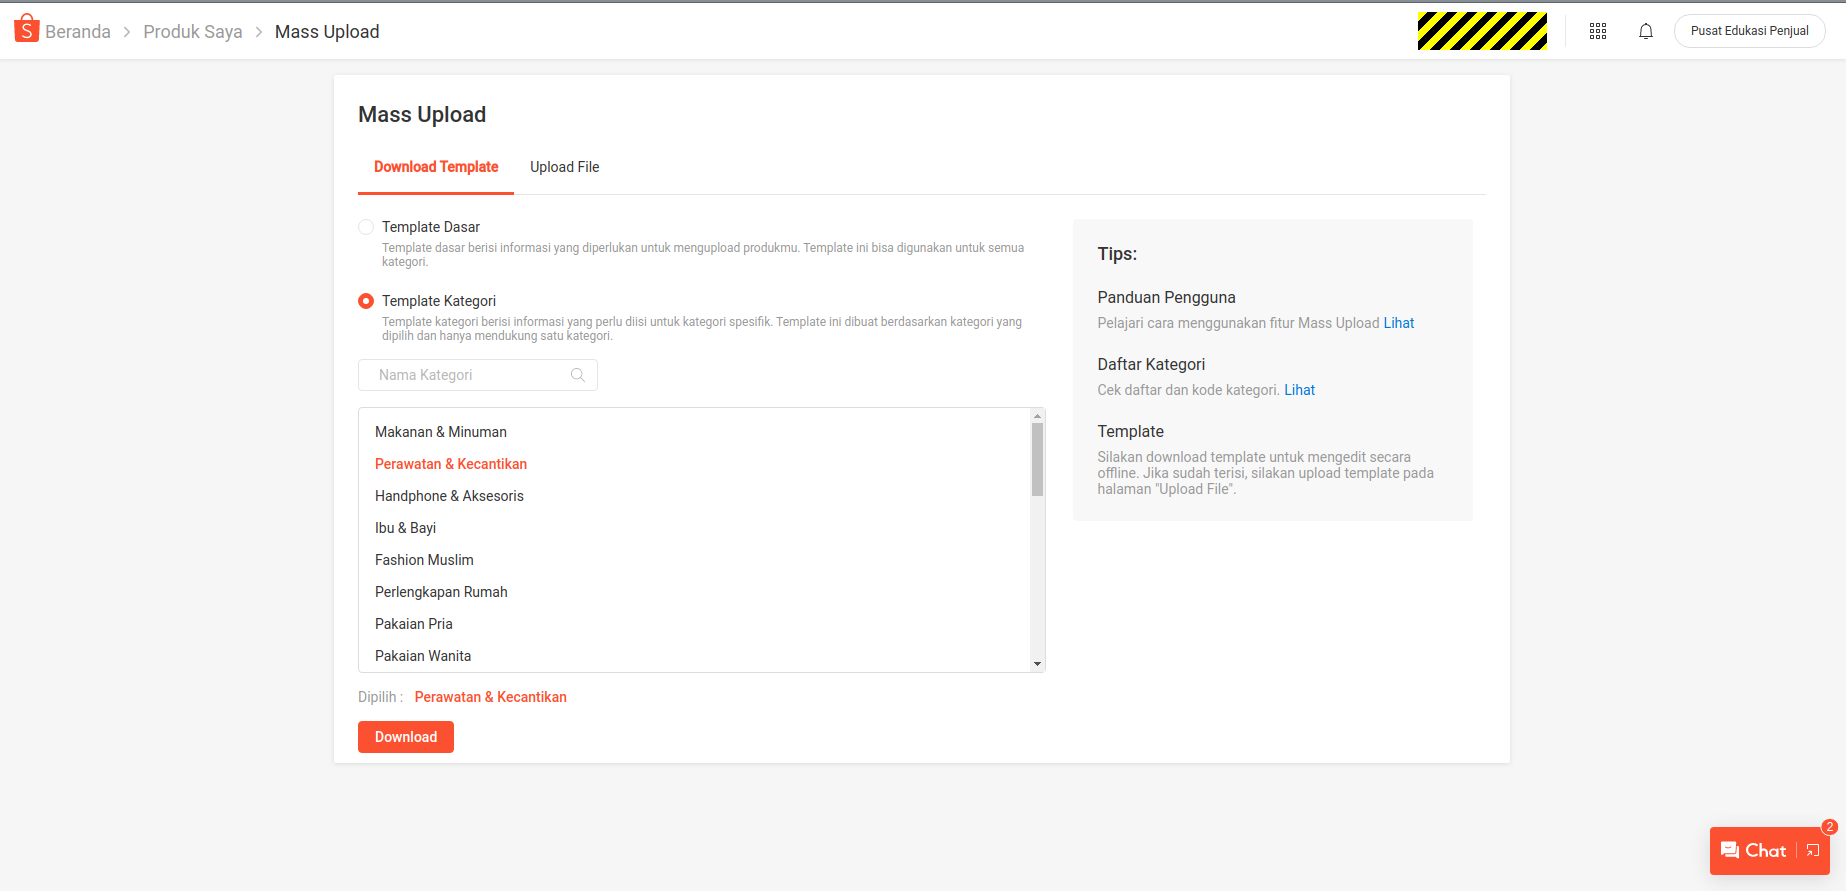 S Beranda > Produk Saya > Mass Upload
Pusat Edukasi Penjual
Mass Upload
Download Template Upload File
Template Dasar
Template dasar berisi informasi yang diperlukan untuk mengupload produkmu. Template ini bisa digunakan untuk semua
kategori.
Template Kategori
Template kategori berisi informasi yang perlu diisi untuk kategori spesifik. Template ini dibuat berdasarkan kategori yang
dipilih dan hanya mendukung satu kategori.
Nama Kategori
Makanan & Minuman
Perawatan & Kecantikan
Handphone & Aksesoris
Ibu & Bayi
Fashion Muslim
Perlengkapan Rumah
Pakaian Pria
Pakaian Wanita
Dipilih : Perawatan & Kecantikan
Download
Tips:
Panduan Pengguna
Pelajari cara menggunakan fitur Mass Upload Lihat
Daftar Kategori
Cek daftar dan kode kategori. Lihat
Template
Silakan download template untuk mengedit secara
offline. Jika sudah terisi, silakan upload template pada
halaman "Upload File".
2
Chat